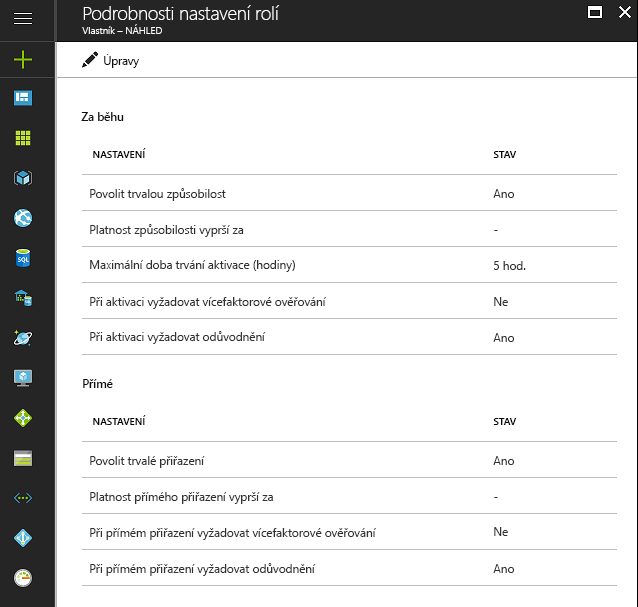 Podrobnosti nastavení rolí
Vlastník – NÁHLED
Úpravy
Za běhu
NASTAVENÍ STAV
Povolit trvalou způsobilost Ano
Platnost způsobilosti vyprší za -
Maximální doba trvání aktivace (hodiny) 5 hod.
Při aktivaci vyžadovat vícefaktorové ověřování Ne
Při aktivaci vyžadovat odůvodnění Ano
Přímé
NASTAVENÍ STAV
Povolit trvalé přiřazení Ano
Platnost přímého přiřazení vyprší za -
Při přímém přiřazení vyžadovat vícefaktorové ověřování Ne
Při přímém přiřazení vyžadovat odůvodnění Ano
SQL